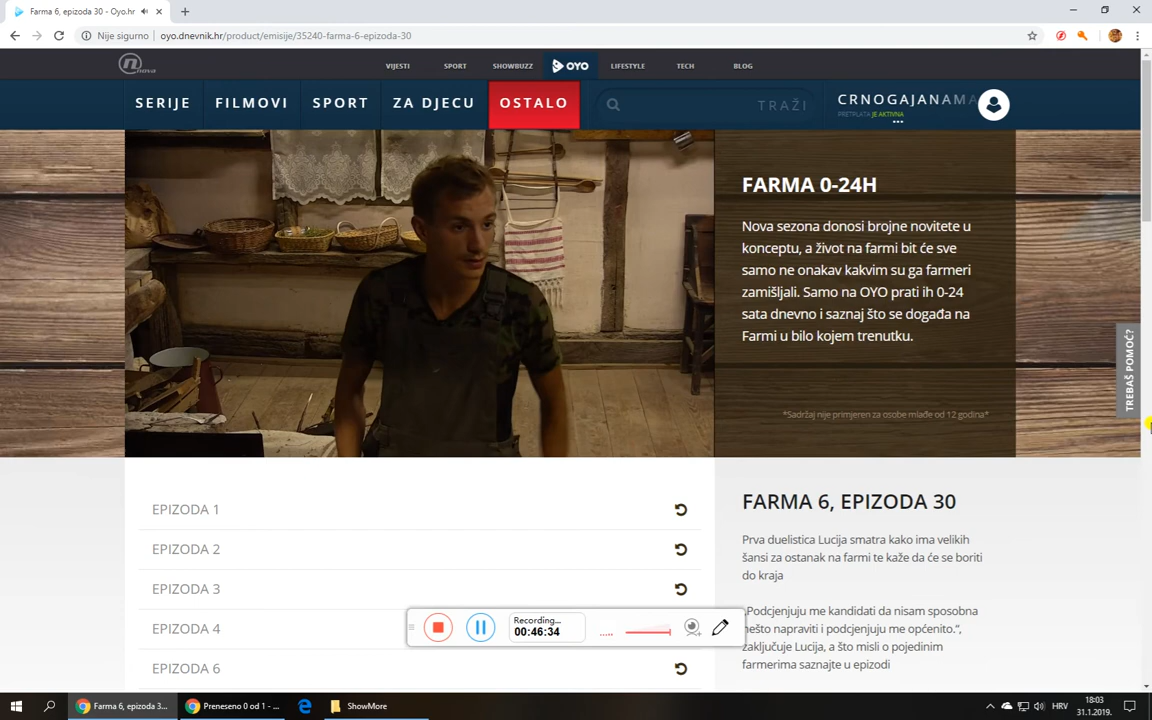 Farma 6, epizoda 30 - Oyo.hr
Nije sigurno
oyo.dnevnik.hr/product/emisije/35240-farma-6-epizoda-30
nova
VIJESTI
SPORT
SHOWBUZZ
OYO
LIFESTYLE
TECH
BLOG
SERIJE
FILMOVI
SPORT
ZA DJECU
OSTALO
TRAŽI
CRNOGAJANAMA
PRETPLATA JE AKTIVNA
FARMA 0-24H
Nova sezona donosi brojne novitete u
konceptu, a život na farmi bit će sve
samo ne onakav kakvim su ga farmeri
zamišljali. Samo na OYO prati ih 0-24
sata dnevno i saznaj što se događa na
Farmi u bilo kojem trenutku.
*Sadržaj nije primjeren za osobe mlađe od 12 godina*
TREBAŠ POMOĆ?
EPIZODA 1
EPIZODA 2
EPIZODA 3
EPIZODA 4
EPIZODA 6
FARMA 6, EPIZODA 30
Prva duelistica Lucija smatra kako ima velikih
šansi za ostanak na farmi te kaže da će se boriti
do kraja
„Podcjenjuju me kandidati da nisam sposobna
nešto napraviti i podcjenjuju me općenito.“,
zaključuje Lucija, a što misli o pojedinim
farmerima saznajte u epizodi
Recording...
00:46:34
Farma 6, epizoda 3...
Preneseno 0 od 1 - ...
ShowMore
HRV
18:03
31.1.2019.